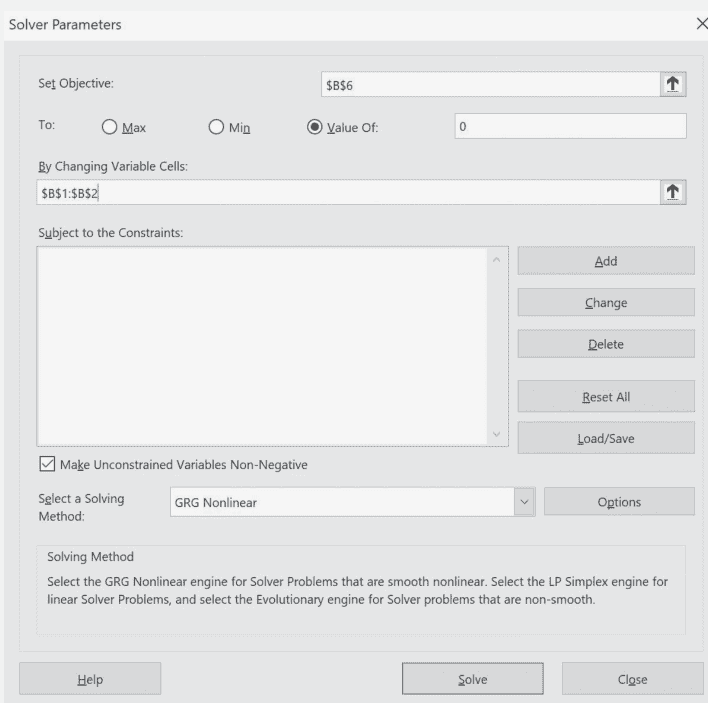 Solver Parameters
Set Objective:
$B$6
To:
Max
Min
Value Of:
0
By Changing Variable Cells:
$B$1:$B$2
Subject to the Constraints:
Add
Change
Delete
Reset All
Load/Save
Make Unconstrained Variables Non-Negative
Select a Solving
Method:
GRG Nonlinear
Options
Solving Method
Select the GRG Nonlinear engine for Solver Problems that are smooth nonlinear. Select the LP Simplex engine for
linear Solver Problems, and select the Evolutionary engine for Solver problems that are non-smooth.
Help
Solve
Close